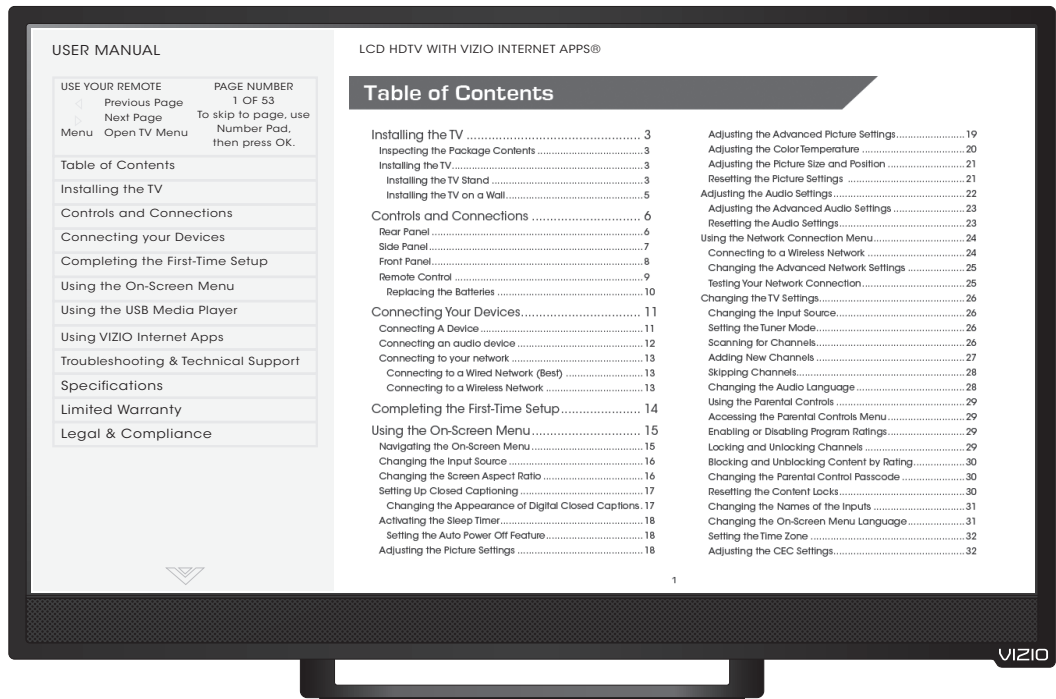 USER MANUAL
USE YOUR REMOTE
Previous Page
Next Page
Menu Open TV Menu
PAGE NUMBER
1 OF 53
To skip to page, use
Number Pad,
then press OK.
Table of Contents
Installing the TV
Controls and Connections
Connecting your Devices
Completing the First-Time Setup
Using the On-Screen Menu
Using the USB Media Player
Using VIZIO Internet Apps
Troubleshooting & Technical Support
Specifications
Limited Warranty
Legal & Compliance
LCD HDTV WITH VIZIO INTERNET APPS®
Table of Contents
Installing the TV ........ 3
Inspecting the Package Contents ........ 3
Installing the TV ........ 3
Installing the TV Stand ........ 3
Installing the TV on a Wall ........ 5
Controls and Connections ........ 6
Rear Panel ........ 6
Side Panel ........ 7
Front Panel ........ 8
Remote Control ........ 9
Replacing the Batteries ........ 10
Connecting Your Devices ........ 11
Connecting A Device ........ 11
Connecting an audio device ........ 12
Connecting to your network ........ 13
Connecting to a Wired Network (Best) ........ 13
Connecting to a Wireless Network ........ 13
Completing the First-Time Setup ........ 14
Using the On-Screen Menu ........ 15
Navigating the On-Screen Menu ........ 15
Changing the Input Source ........ 16
Changing the Screen Aspect Ratio ........ 16
Setting Up Closed Captioning ........ 17
Changing the Appearance of Digital Closed Captions. 17
Activating the Sleep Timer ........ 18
Setting the Auto Power Off Feature ........ 18
Adjusting the Picture Settings ........ 18
Adjusting the Advanced Picture Settings ........ 19
Adjusting the Color Temperature ........ 20
Adjusting the Picture Size and Position ........ 21
Resetting the Picture Settings ........ 21
Adjusting the Audio Settings ........ 22
Adjusting the Advanced Audio Settings ........ 23
Resetting the Audio Settings ........ 23
Using the Network Connection Menu ........ 24
Connecting to a Wireless Network ........ 24
Changing the Advanced Network Settings ........ 25
Testing Your Network Connection ........ 25
Changing the TV Settings ........ 26
Changing the Input Source ........ 26
Setting the Tuner Mode ........ 26
Scanning for Channels ........ 26
Adding New Channels ........ 27
Skipping Channels ........ 28
Changing the Audio Language ........ 28
Using the Parental Controls ........ 29
Accessing the Parental Controls Menu ........ 29
Enabling or Disabling Program Ratings ........ 29
Locking and Unlocking Channels ........ 29
Blocking and Unblocking Content by Rating ........ 30
Changing the Parental Control Passcode ........ 30
Resetting the Content Locks ........ 30
Changing the Names of the Inputs ........ 31
Changing the On-Screen Menu Language ........ 31
Setting the Time Zone ........ 32
Adjusting the CEC Settings ........ 32
1
VIZIO